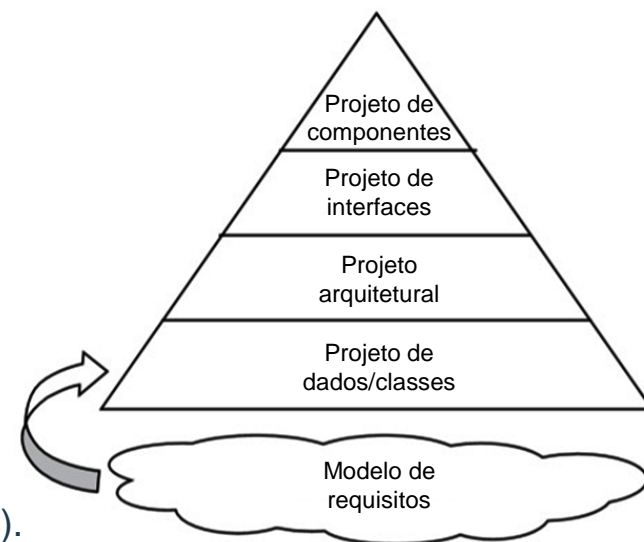 Projeto de
componentes
Projeto de
interfaces
Projeto
arquitetural
Projeto de
dados/classes
Modelo de
requisitos
).